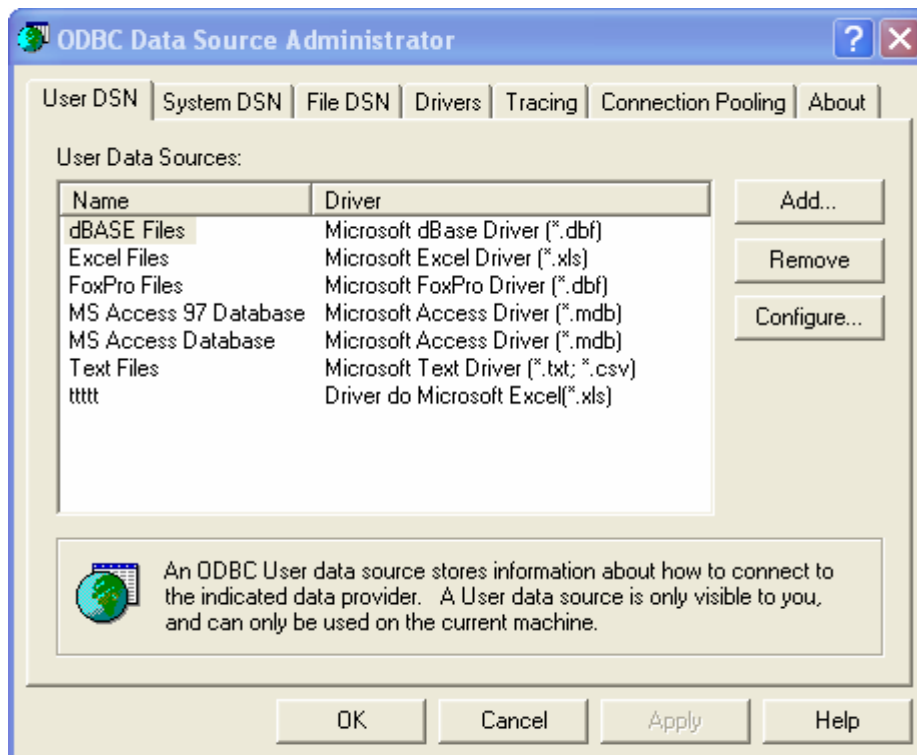 ODBC Data Source Administrator
User DSN System DSN File DSN Drivers Tracing Connection Pooling About
User Data Sources:
Name Driver
dBASE Files Microsoft dBase Driver (*.dbf)
Excel Files Microsoft Excel Driver (*.xls)
FoxPro Files Microsoft FoxPro Driver (*.dbf)
MS Access 97 Database Microsoft Access Driver (*.mdb)
MS Access Database Microsoft Access Driver (*.mdb)
Text Files Microsoft Text Driver (*.txt; *.csv)
ttttt Driver do Microsoft Excel(*.xls)
Add...
Remove
Configure...
An ODBC User data source stores information about how to connect to
the indicated data provider. A User data source is only visible to you,
and can only be used on the current machine.
OK Cancel Apply Help